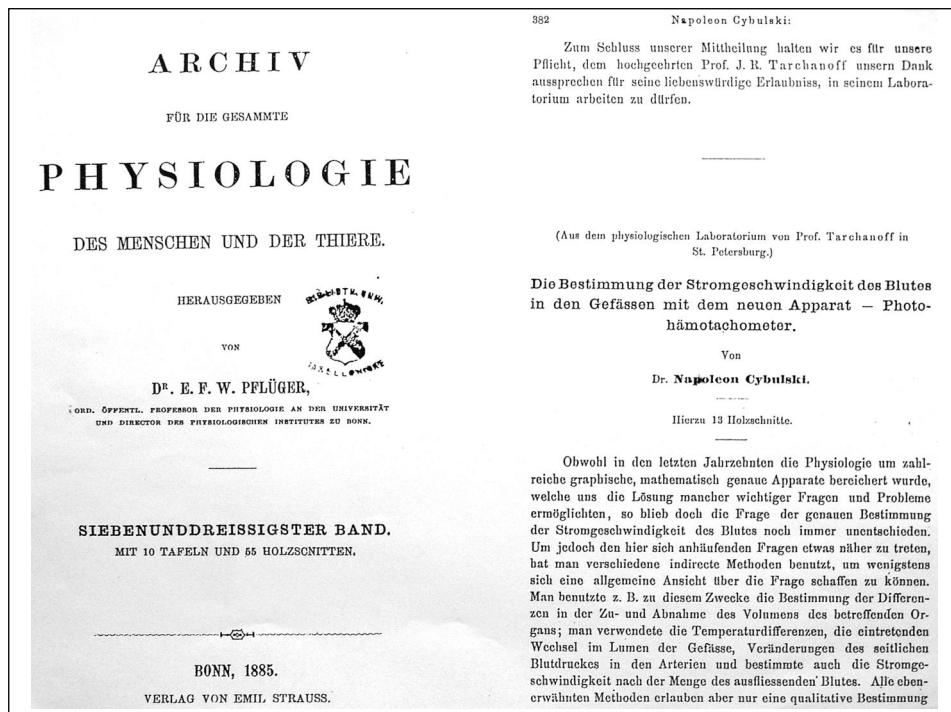 ARCHIV
FÜR DIE GESAMMTE
PHYSIOLOGIE
DES MENSCHEN UND DER THIERE.
HERAUSGEGEBEN
VON
DR. E. F. W. PFLÜGER,
ORD. ÖFFENTL. PROFESSOR DER PHYSIOLOGIE AN DER UNIVERSITÄT
UND DIRECTOR DES PHYSIOLOGISCHEN INSTITUTES ZU BONN.
SIEBENUNDDREISSIGSTER BAND.
MIT 10 TAFELN UND 55 HOLZSCNITTEN.
BONN, 1885.
VERLAG VON EMIL STRAUSS.
382 Napoleon Cybulski:
Zum Schluss unserer Mittheilung halten wir es für unsere
Pflicht, dem hochgeehrten Prof. J. R. Tarchanoff unsern Dank
aussprechen für seine liebenswürdige Erlaubniss, in seinem Labora-
torium arbeiten zu dürfen.
(Aus dem physiologischen Laboratorium von Prof. Tarchanoff in
St. Petersburg.)
Die Bestimmung der Stromgeschwindigkeit des Blutes
in den Gefässen mit dem neuen Apparat — Photo-
hämotachometer.
Von
Dr. Napoleon Cybulski.
Hierzu 13 Holzschnitte.
Obwohl in den letzten Jahrzehnten die Physiologie um zahl-
reiche graphische, mathematisch genaue Apparate bereichert wurde,
welche uns die Lösung mancher wichtiger Fragen und Probleme
ermöglichten, so blieb doch die Frage der genauen Bestimmung
der Stromgeschwindigkeit des Blutes noch immer unentschieden.
Um jedoch den hier sich anhäufenden Fragen etwas näher zu treten,
hat man verschiedene indirecte Methoden benutzt, um wenigstens
sich eine allgemeine Ansicht über die Frage schaffen zu können.
Man benutzte z. B. zu diesem Zwecke die Bestimmung der Differen-
zen in der Zu- und Abnahme des Volumens des betreffenden Or-
gans; man verwendete die Temperaturdifferenzen, die eintretenden
Wechsel im Lumen der Gefässe, Veränderungen des seitlichen
Blutdruckes in den Arterien und bestimmte auch die Stromge-
schwindigkeit nach der Menge des ausfliessenden Blutes. Alle eben-
erwähnten Methoden erlauben aber nur eine qualitative Bestimmung